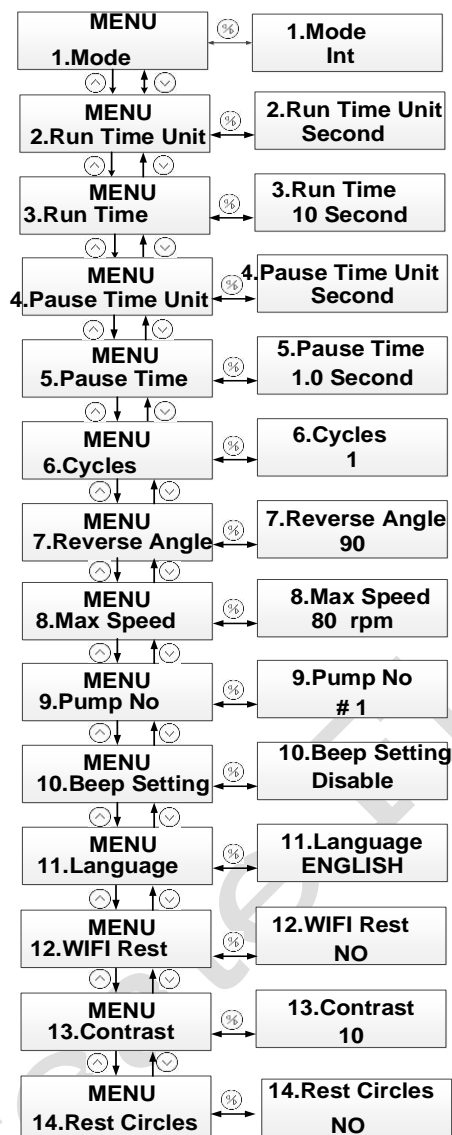 MENU
1.Mode
1.Mode
Int
MENU
2.Run Time Unit
2.Run Time Unit
Second
MENU
3.Run Time
3.Run Time
10 Second
MENU
4.Pause Time Unit
4.Pause Time Unit
Second
MENU
5.Pause Time
5.Pause Time
1.0 Second
MENU
6.Cycles
6.Cycles
1
MENU
7.Reverse Angle
7.Reverse Angle
90
MENU
8.Max Speed
8.Max Speed
80 rpm
MENU
9.Pump No
9.Pump No
# 1
MENU
10.Beep Setting
10.Beep Setting
Disable
MENU
11.Language
11.Language
ENGLISH
MENU
12.WIFI Rest
12.WIFI Rest
NO
MENU
13.Contrast
13.Contrast
10
MENU
14.Rest Circles
14.Rest Circles
NO